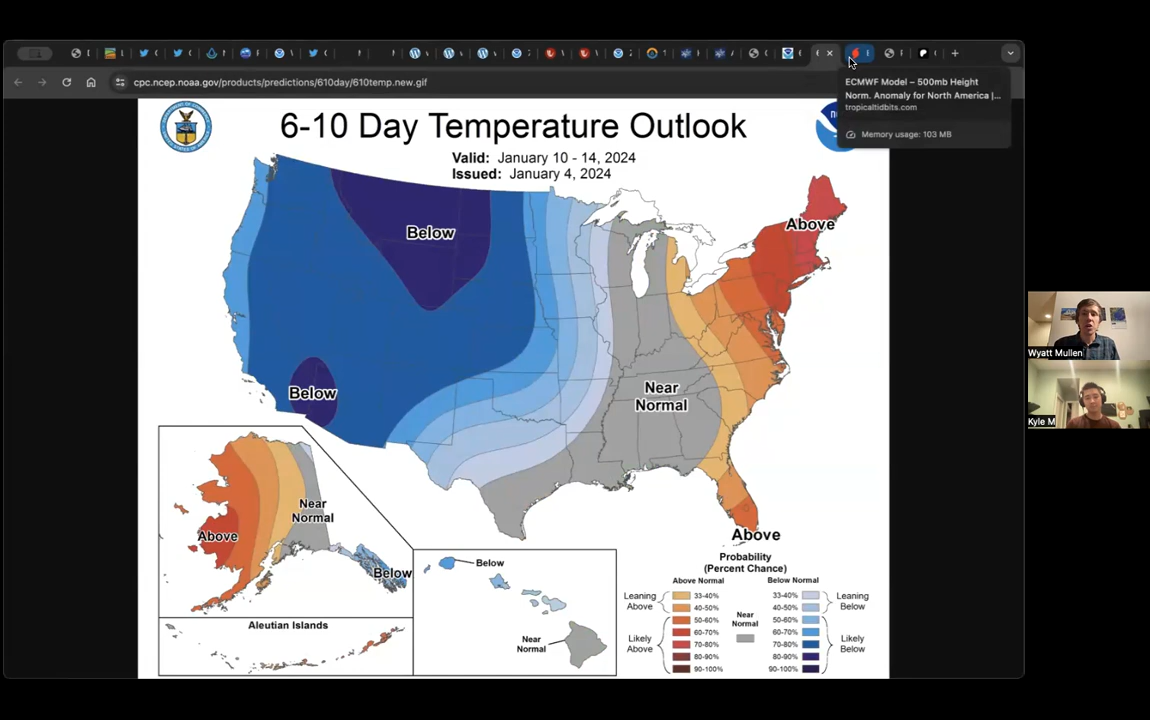 cpc.ncep.noaa.gov/products/predictions/610day/610temp.new.gif
ECMWF Model – 500mb Height
Norm. Anomaly for North America |...
tropicaltidbits.com
Memory usage: 103 MB
6-10 Day Temperature Outlook
Valid: January 10 - 14, 2024
Issued: January 4, 2024
Below
Above
Below
Near
Normal
Above
Near
Normal
Above
Below
Aleutian Islands
Below
Near
Normal
Probability
(Percent Chance)
Above Normal
Below Normal
Leaning
Above
33-40%
40-50%
Likely
Above
50-60%
60-70%
70-80%
80-90%
90-100%
Near
Normal
33-40%
40-50%
Leaning
Below
50-60%
60-70%
70-80%
80-90%
90-100%
Likely
Below
Wyatt Mullen
Kyle M